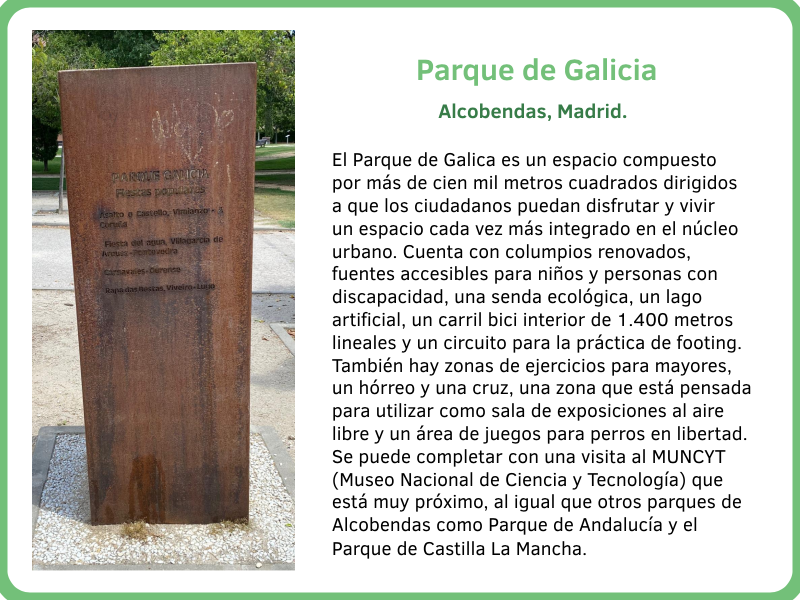 PARQUE GALICIA
Fiestas populares
Asalto o Castello, Vimianzo - A
Coruña
Fiesta del agua, Villagarcía de
Arousa-Pontevedra
Carnavales-Ourense
Rapa das Bestas, Viveiro-Lugo
Parque de Galicia
Alcobendas, Madrid.
El Parque de Galica es un espacio compuesto
por más de cien mil metros cuadrados dirigidos
a que los ciudadanos puedan disfrutar y vivir
un espacio cada vez más integrado en el núcleo
urbano. Cuenta con columpios renovados,
fuentes accesibles para niños y personas con
discapacidad, una senda ecológica, un lago
artificial, un carril bici interior de 1.400 metros
lineales y un circuito para la práctica de footing.
También hay zonas de ejercicios para mayores,
un hórreo y una cruz, una zona que está pensada
para utilizar como sala de exposiciones al aire
libre y un área de juegos para perros en libertad.
Se puede completar con una visita al MUNCYT
(Museo Nacional de Ciencia y Tecnología) que
está muy próximo, al igual que otros parques de
Alcobendas como Parque de Andalucía y el
Parque de Castilla La Mancha.